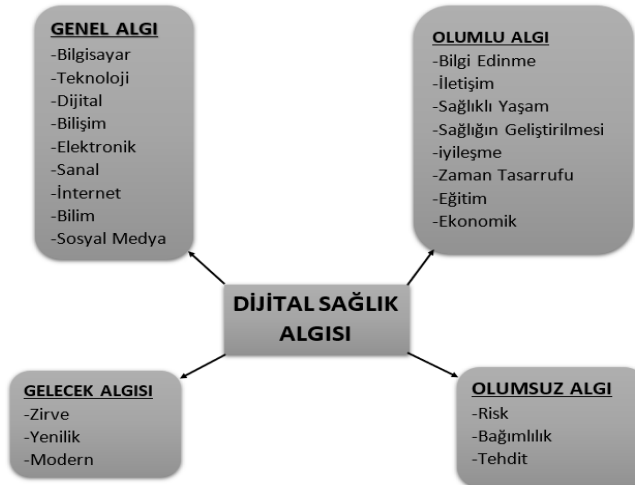 GENEL ALGI
-Bilgisayar
-Teknoloji
-Dijital
-Bilişim
-Elektronik
-Sanal
-İnternet
-Bilim
-Sosyal Medya
OLUMLU ALGI
-Bilgi Edinme
-İletişim
-Sağlıklı Yaşam
-Sağlığın Geliştirilmesi
-iyileşme
-Zaman Tasarrufu
-Eğitim
-Ekonomik
DİJİTAL SAĞLIK
ALGISI
GELECEK ALGISI
-Zirve
-Yenilik
-Modern
OLUMSUZ ALGI
-Risk
-Bağımlılık
-Tehdit